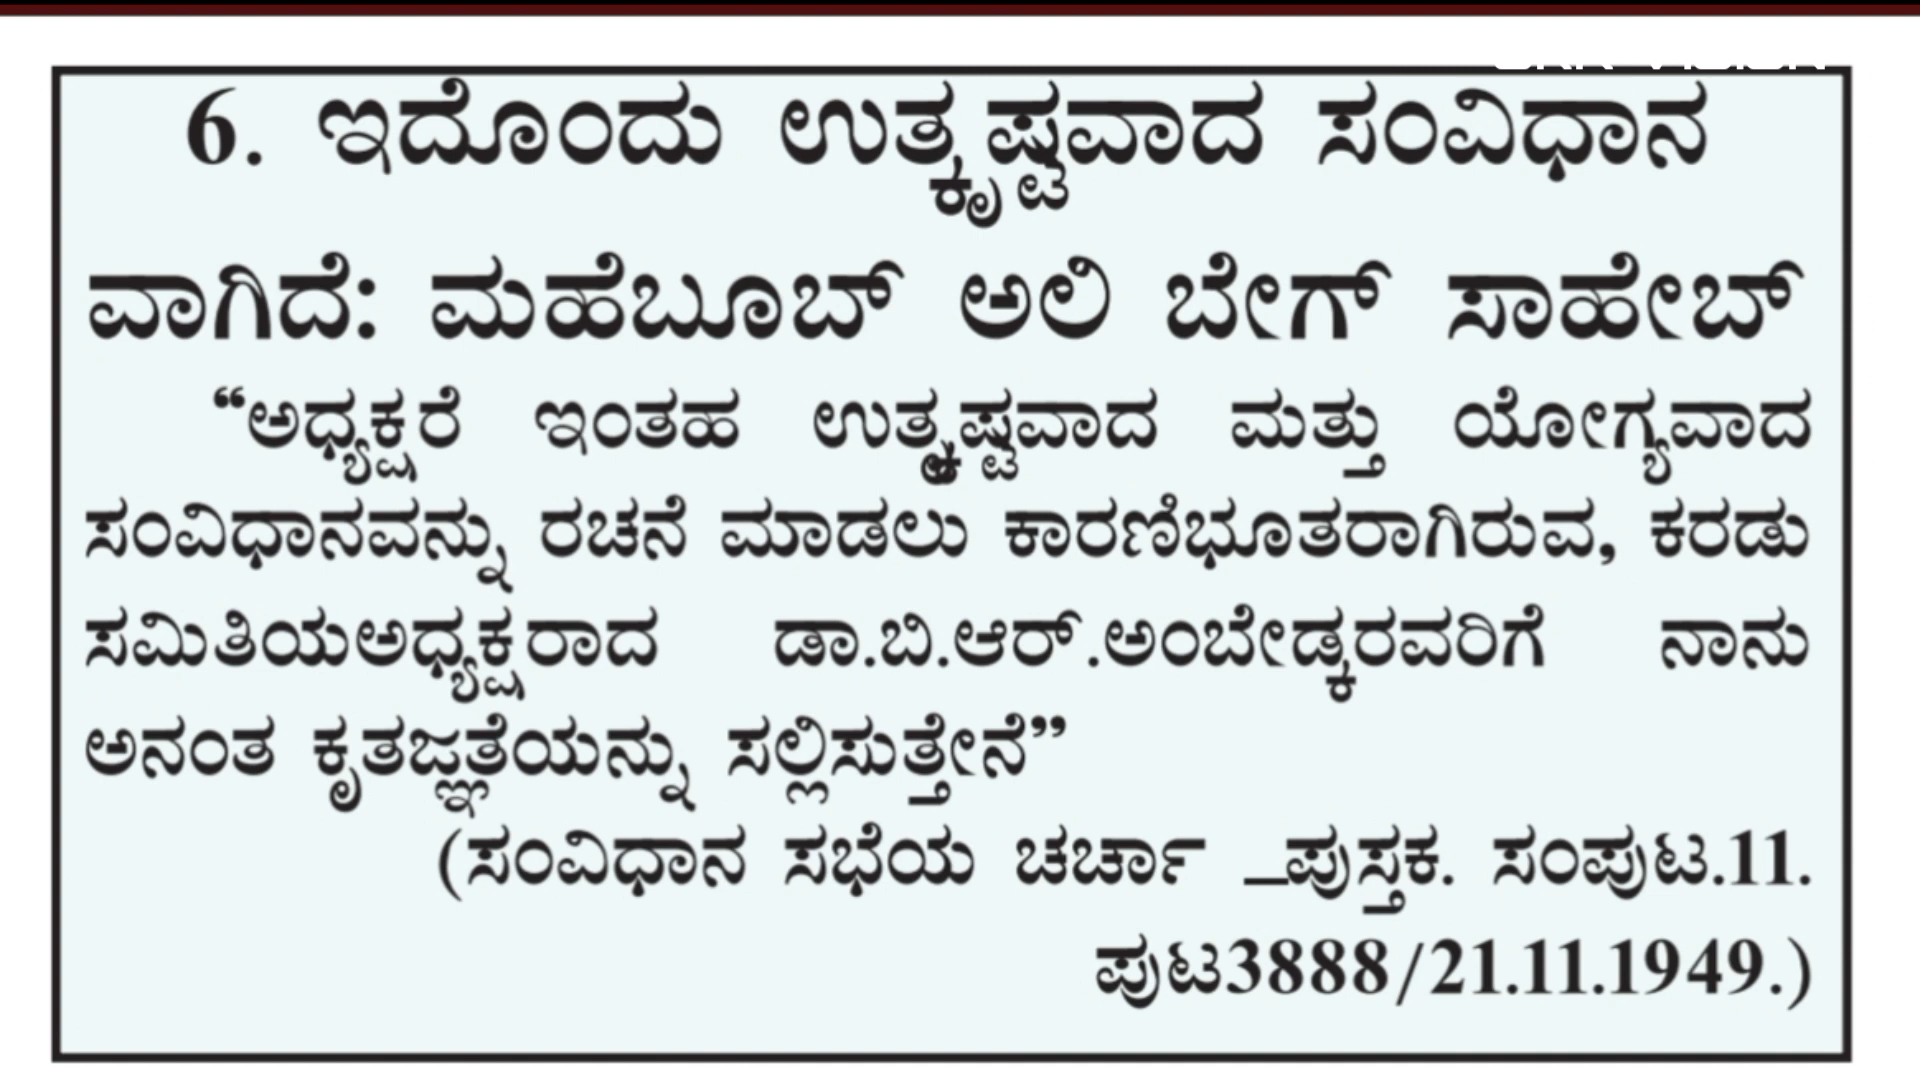 6. ಇದೊಂದು ಉತ್ಕೃಷ್ಟವಾದ ಸಂವಿಧಾನ
ವಾಗಿದೆ: ಮಹೆಬೂಬ್ ಅಲಿ ಬೇಗ್ ಸಾಹೇಬ್
“ಅಧ್ಯಕ್ಷರೆ ಇಂತಹ ಉತ್ಕೃಷ್ಟವಾದ ಮತ್ತು ಯೋಗ್ಯವಾದ
ಸಂವಿಧಾನವನ್ನು ರಚನೆ ಮಾಡಲು ಕಾರಣಿಭೂತರಾಗಿರುವ, ಕರಡು
ಸಮಿತಿಯಅಧ್ಯಕ್ಷರಾದ ಡಾ.ಬಿ.ಆರ್.ಅಂಬೇಡ್ಕರವರಿಗೆ ನಾನು
ಅನಂತ ಕೃತಜ್ಞತೆಯನ್ನು ಸಲ್ಲಿಸುತ್ತೇನೆ”
(ಸಂವಿಧಾನ ಸಭೆಯ ಚರ್ಚಾ _ಪುಸ್ತಕ. ಸಂಪುಟ.11.
ಪುಟ3888/21.11.1949.)